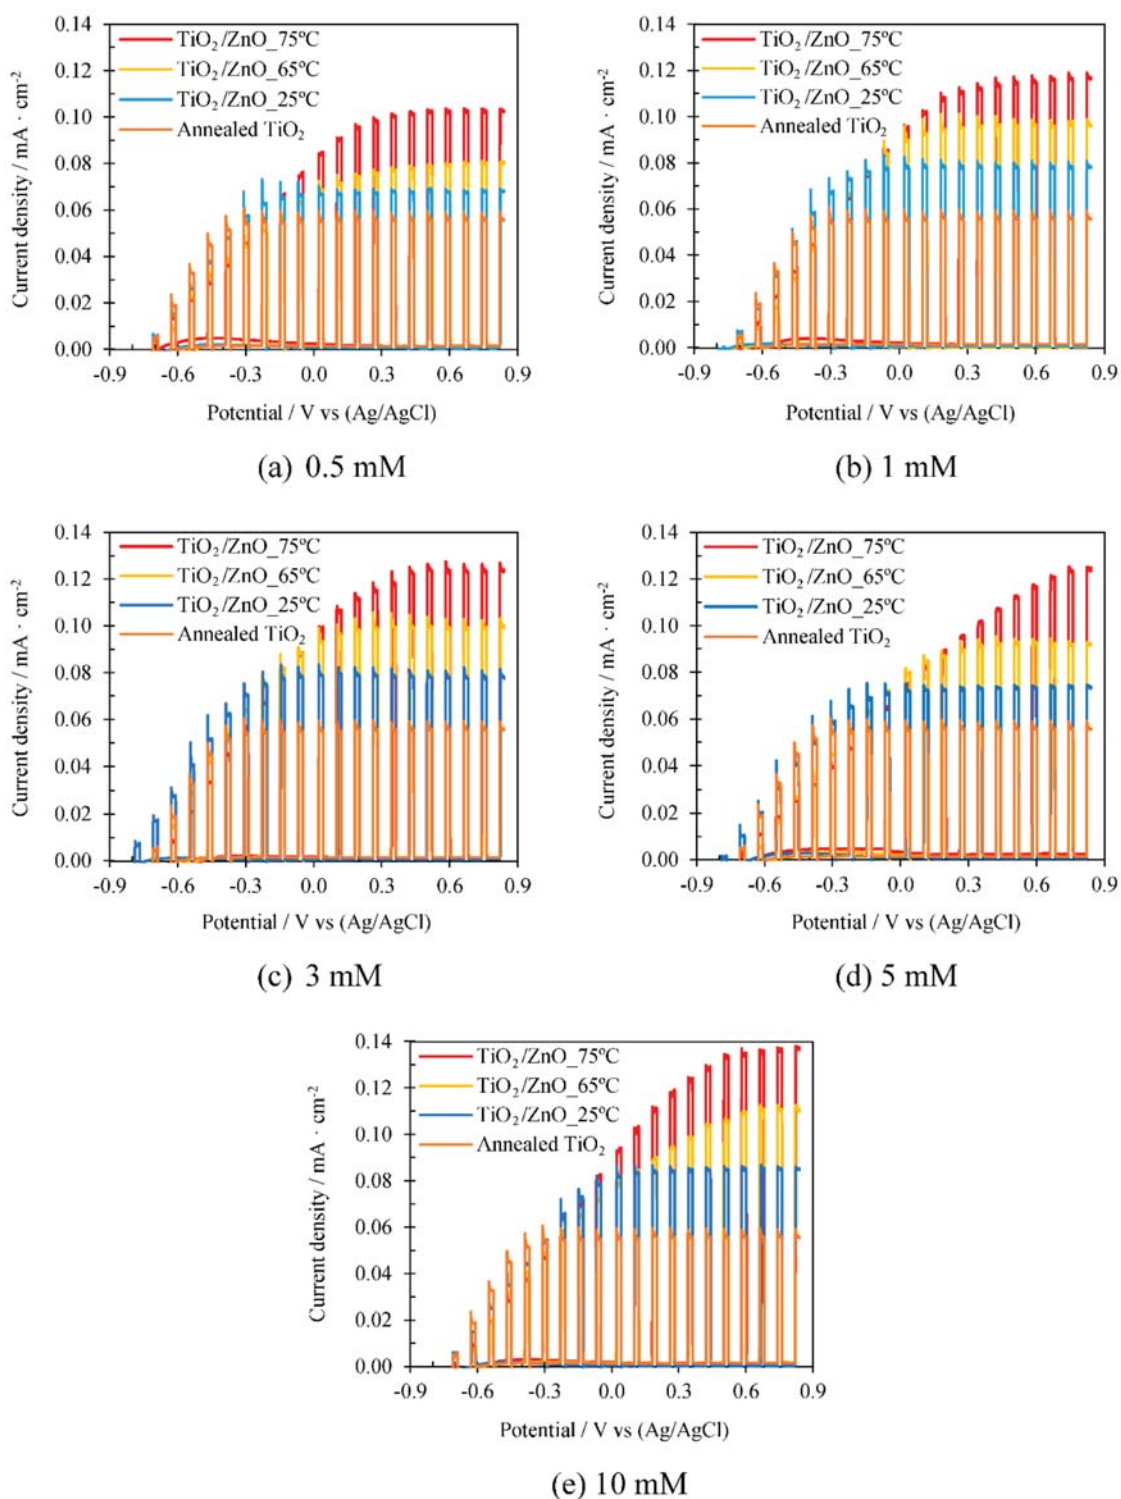 0.14
0.12
0.10
0.08
0.06
0.04
0.02
0.00
Current density / mA · cm⁻²
TiO₂/ZnO_75ºC
TiO₂/ZnO_65ºC
TiO₂/ZnO_25ºC
Annealed TiO₂
-0.9 -0.6 -0.3 0.0 0.3 0.6 0.9
Potential / V vs (Ag/AgCl)
(a) 0.5 mM
0.14
0.12
0.10
0.08
0.06
0.04
0.02
0.00
Current density / mA · cm⁻²
TiO₂/ZnO_75ºC
TiO₂/ZnO_65ºC
TiO₂/ZnO_25ºC
Annealed TiO₂
-0.9 -0.6 -0.3 0.0 0.3 0.6 0.9
Potential / V vs (Ag/AgCl)
(b) 1 mM
0.14
0.12
0.10
0.08
0.06
0.04
0.02
0.00
Current density / mA · cm⁻²
TiO₂/ZnO_75ºC
TiO₂/ZnO_65ºC
TiO₂/ZnO_25ºC
Annealed TiO₂
-0.9 -0.6 -0.3 0.0 0.3 0.6 0.9
Potential / V vs (Ag/AgCl)
(c) 3 mM
0.14
0.12
0.10
0.08
0.06
0.04
0.02
0.00
Current density / mA · cm⁻²
TiO₂/ZnO_75ºC
TiO₂/ZnO_65ºC
TiO₂/ZnO_25ºC
Annealed TiO₂
-0.9 -0.6 -0.3 0.0 0.3 0.6 0.9
Potential / V vs (Ag/AgCl)
(d) 5 mM
0.14
0.12
0.10
0.08
0.06
0.04
0.02
0.00
Current density / mA · cm⁻²
TiO₂/ZnO_75ºC
TiO₂/ZnO_65ºC
TiO₂/ZnO_25ºC
Annealed TiO₂
-0.9 -0.6 -0.3 0.0 0.3 0.6 0.9
Potential / V vs (Ag/AgCl)
(e) 10 mM